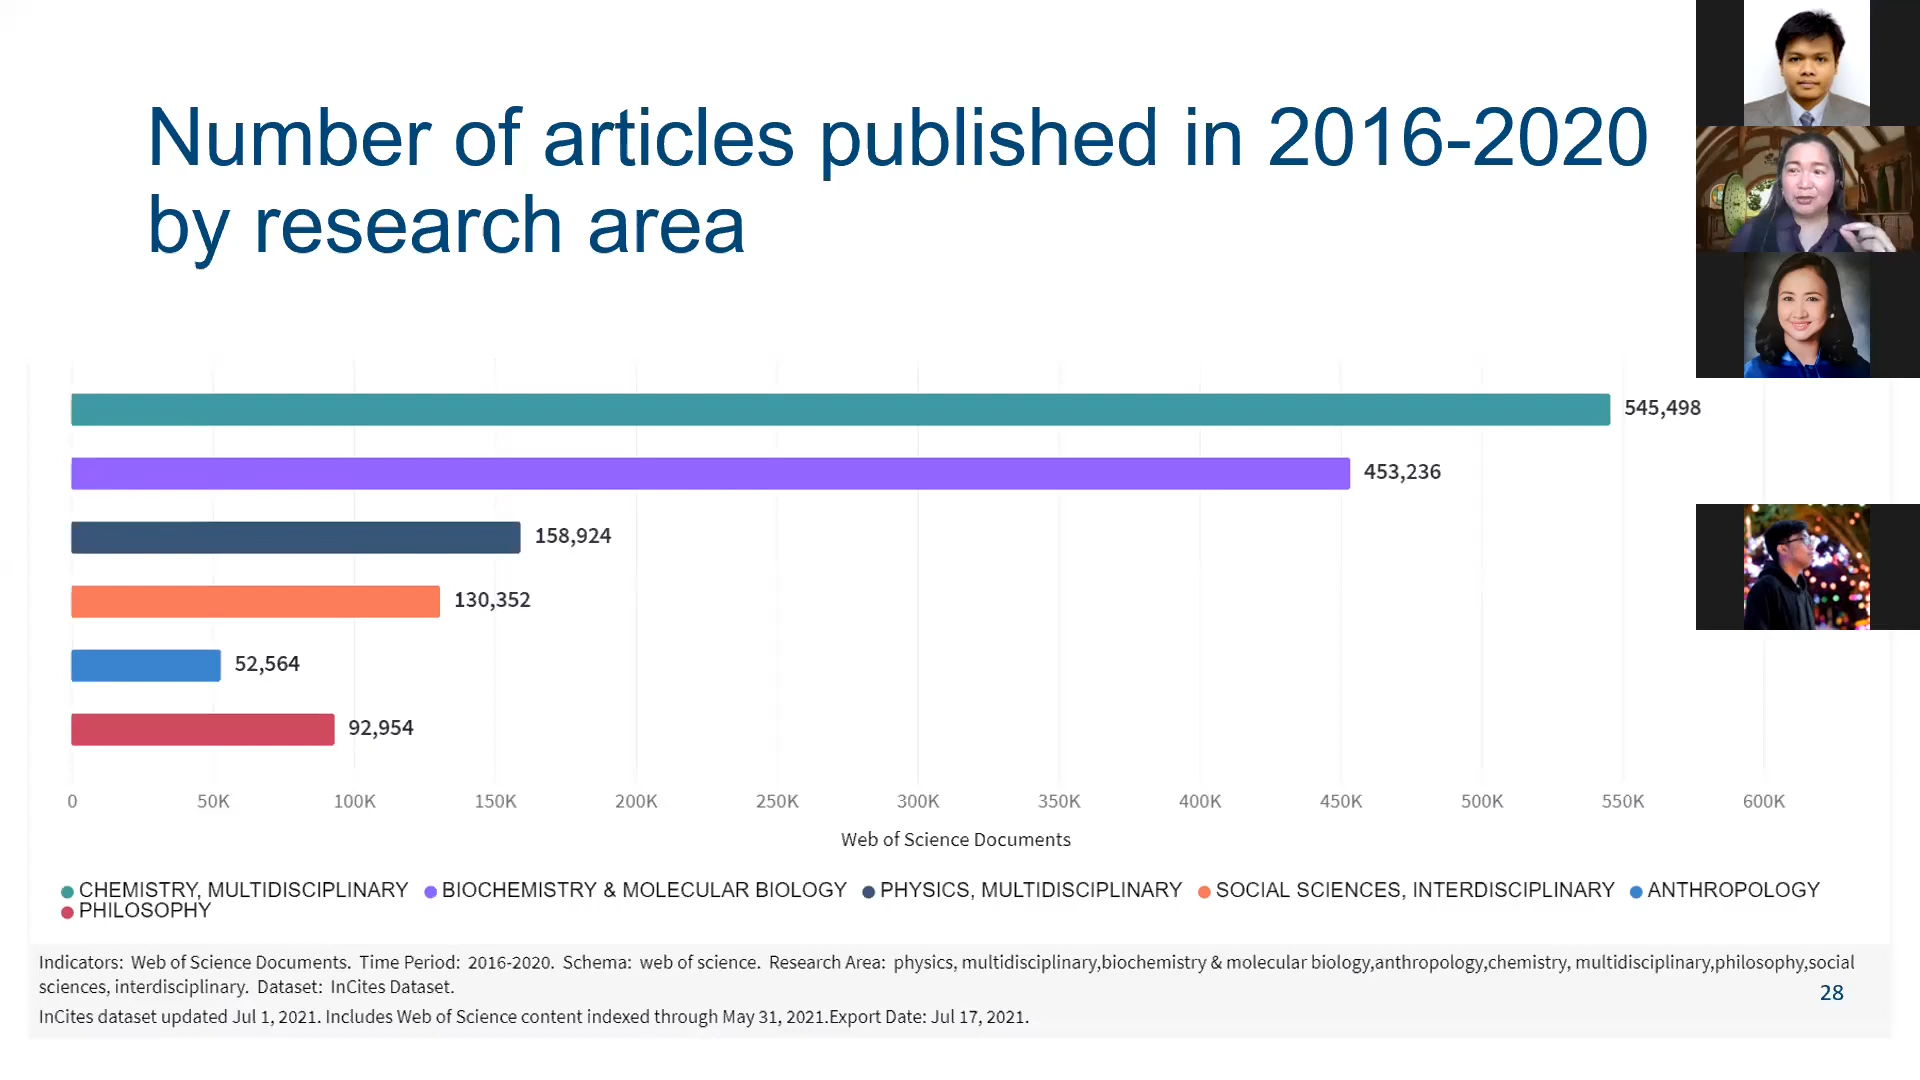 Number of articles published in 2016-2020
by research area
545,498
453,236
158,924
130,352
52,564
92,954
0 50K 100K 150K 200K 250K 300K 350K 400K 450K 500K 550K 600K
Web of Science Documents
CHEMISTRY, MULTIDISCIPLINARY BIOCHEMISTRY & MOLECULAR BIOLOGY PHYSICS, MULTIDISCIPLINARY SOCIAL SCIENCES, INTERDISCIPLINARY ANTHROPOLOGY
PHILOSOPHY
Indicators: Web of Science Documents. Time Period: 2016-2020. Schema: web of science. Research Area: physics, multidisciplinary,biochemistry & molecular biology,anthropology,chemistry, multidisciplinary,philosophy,social
sciences, interdisciplinary. Dataset: InCites Dataset.
28
InCites dataset updated Jul 1, 2021. Includes Web of Science content indexed through May 31, 2021.Export Date: Jul 17, 2021.